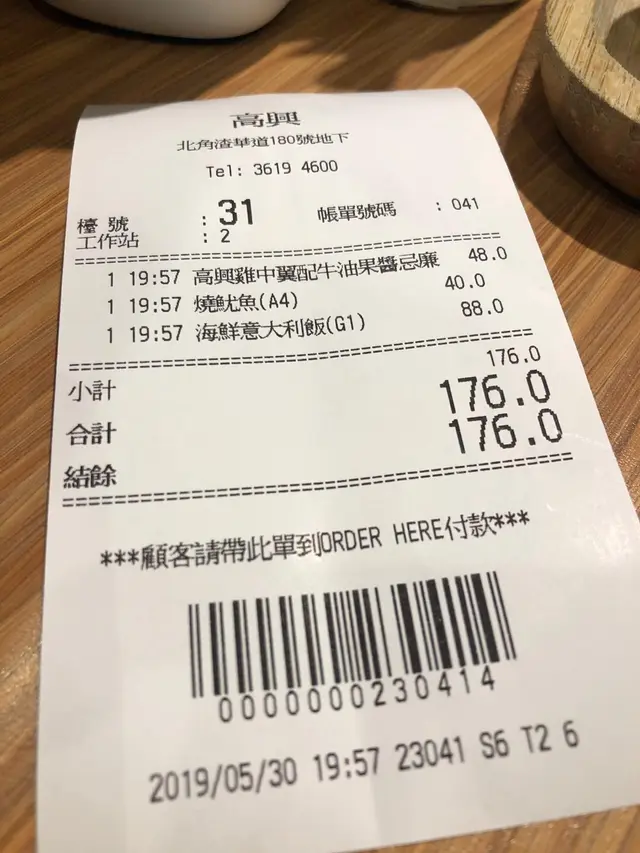 高興
北角渣華道180號地下
Tel: 3619 4600
檯 號 : 31 帳單號碼 : 041
工作站 : 2
1 19:57 高興雞中翼配牛油果醬忌廉 48.0
1 19:57 燒魷魚(A4) 40.0
1 19:57 海鮮意大利飯(G1) 88.0
小計 176.0
合計 176.0
結餘 176.0
***顧客請帶此單到ORDER HERE付款***
0000000230414
2019/05/30 19:57 23041 S6 T2 6